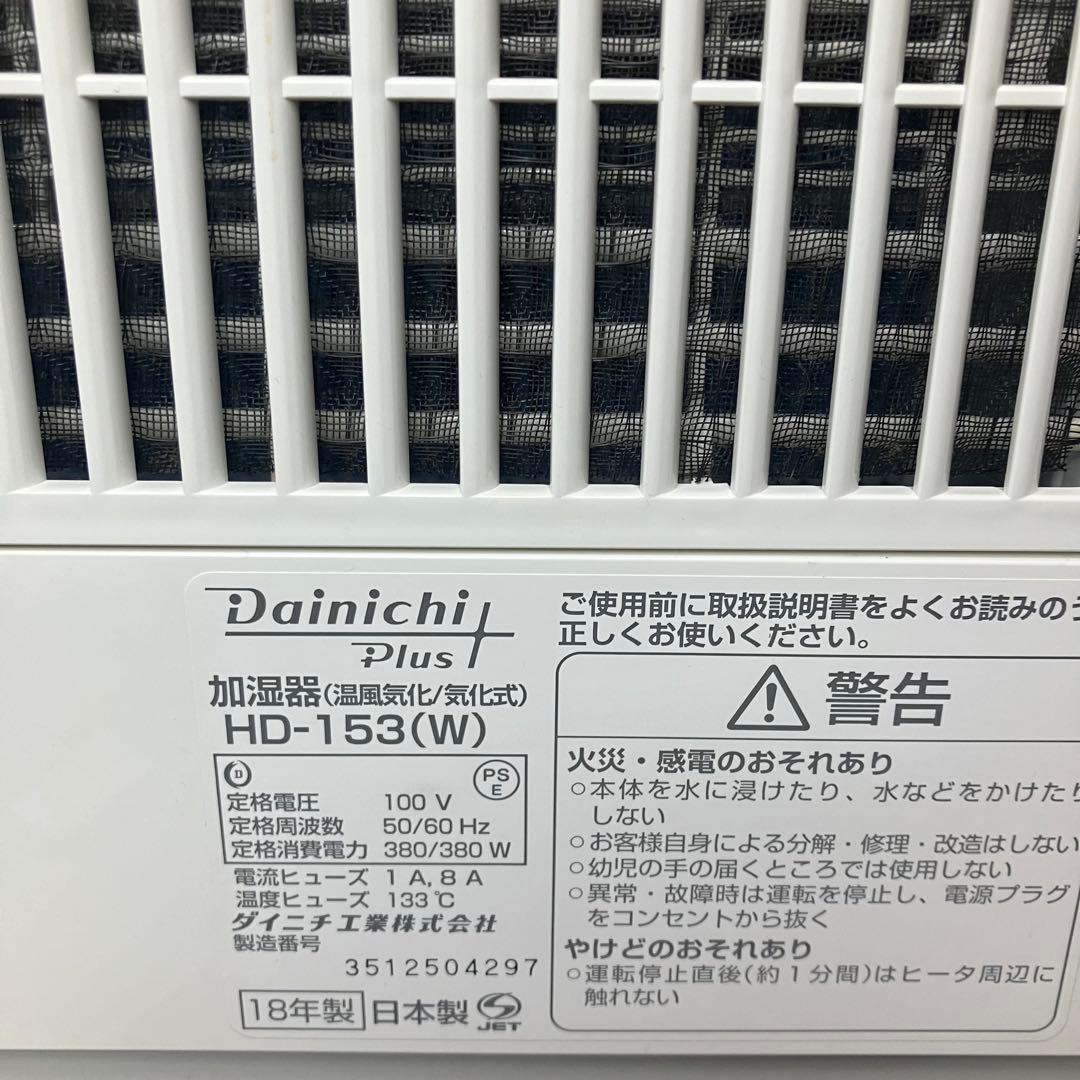 Dainichi
Plus
加湿器(温風気化/気化式)
HD-153(W)
D
PS
E
定格電圧 100 V
定格周波数 50/60 Hz
定格消費電力 380/380 W
電流ヒューズ 1 A, 8 A
温度ヒューズ 133℃
ダイニチ工業株式会社
製造番号
3512504297
18年製 日本製 JET
ご使用前に取扱説明書をよくお読みのう
正しくお使いください。
警告
火災・感電のおそれあり
○本体を水に浸けたり、水などをかけたり
しない
○お客様自身による分解・修理・改造はしない
○幼児の手の届くところでは使用しない
○異常・故障時は運転を停止し、電源プラグ
をコンセントから抜く
やけどのおそれあり
○運転停止直後(約1分間)はヒータ周辺に
触れない